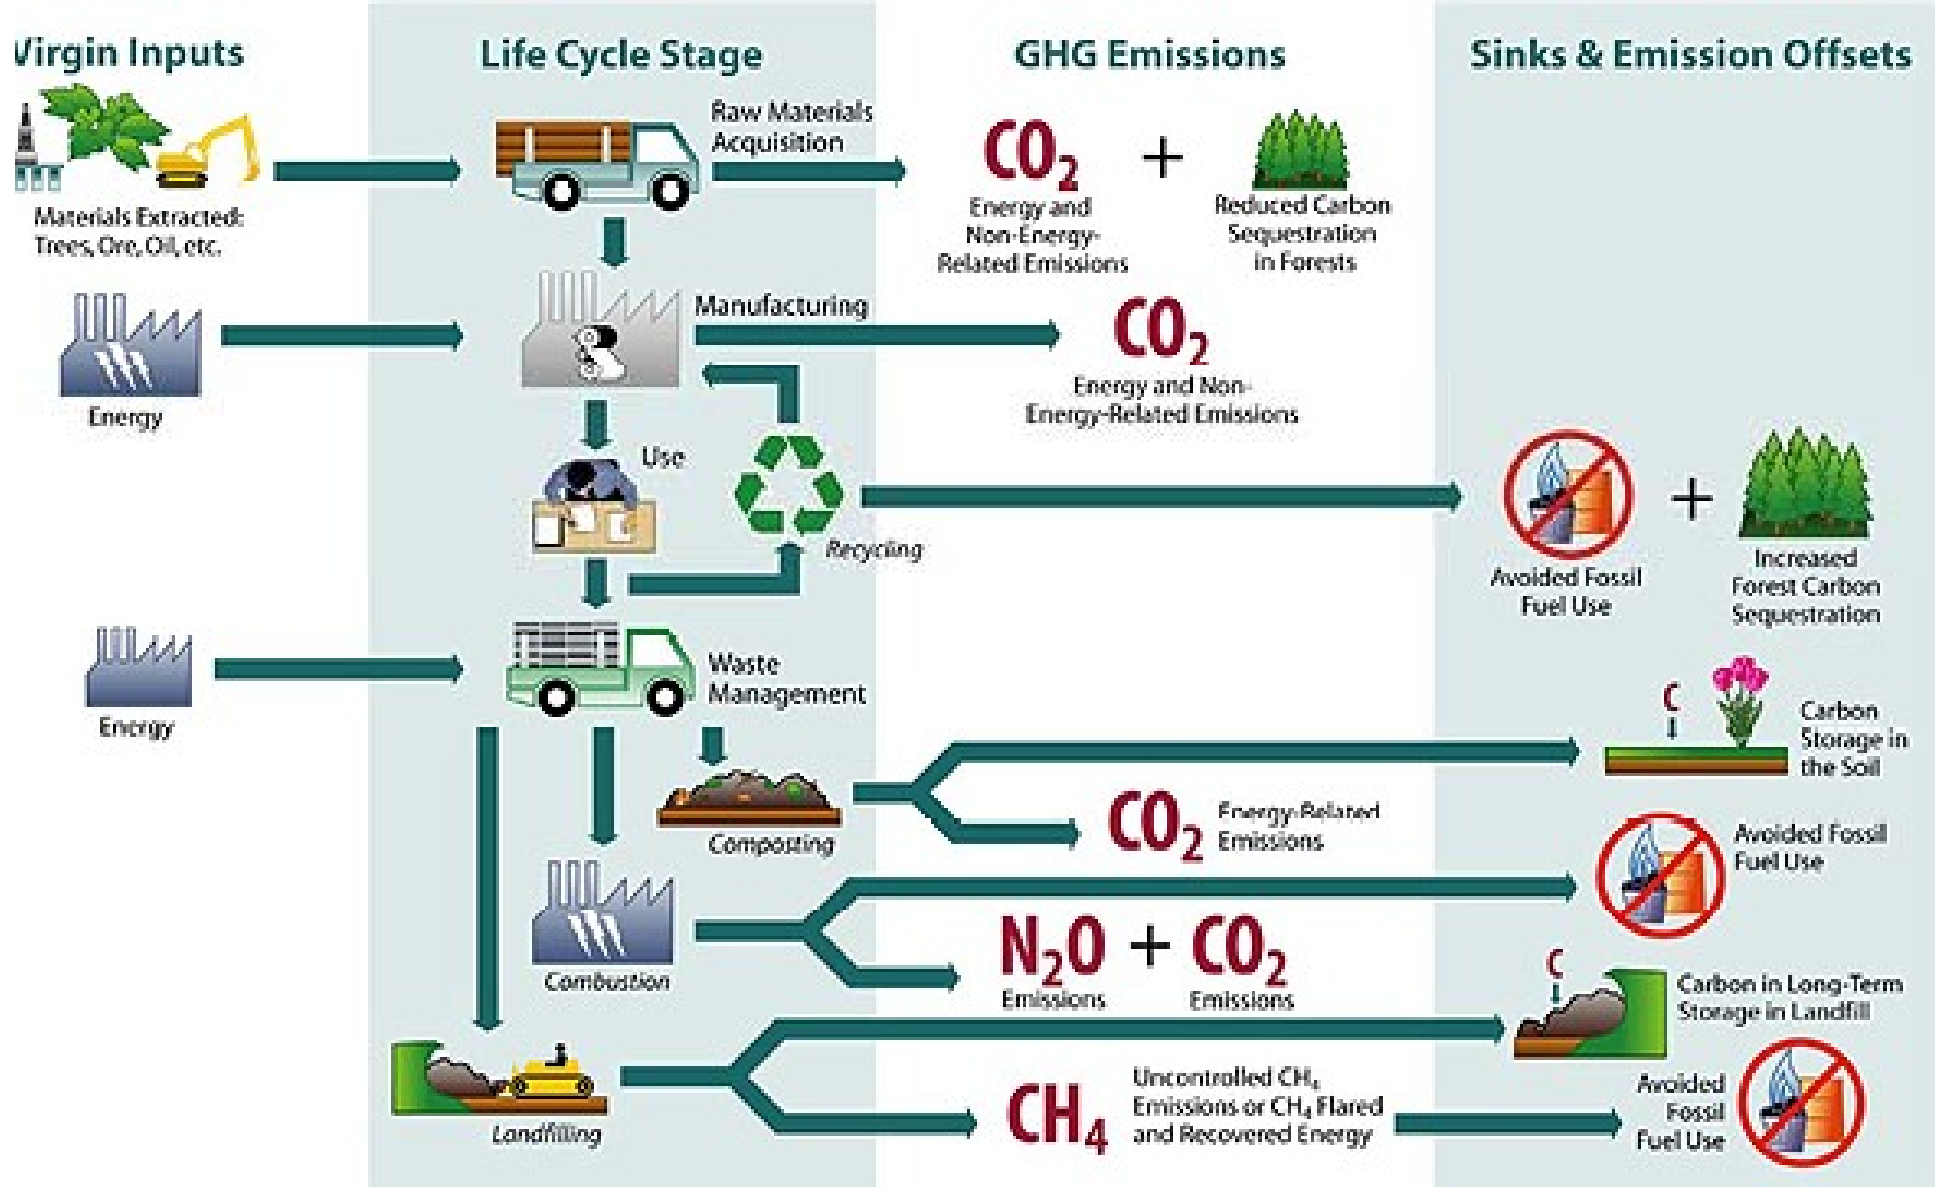 Virgin Inputs
Life Cycle Stage
GHG Emissions
Sinks & Emission Offsets
Materials Extracted:
Trees, Ore, Oil, etc.
Raw Materials
Acquisition
CO2
+
Energy and
Non-Energy-
Related Emissions
Reduced Carbon
Sequestration
in Forests
Energy
Manufacturing
CO2
Energy and Non-
Energy-Related Emissions
Use
Recycling
+
Avoided Fossil
Fuel Use
Increased
Forest Carbon
Sequestration
Energy
Waste
Management
C
Carbon
Storage in
the Soil
Composting
CO2
Energy-Related
Emissions
Avoided Fossil
Fuel Use
Combustion
N2O + CO2
Emissions
Emissions
C
Carbon in Long-Term
Storage in Landfill
Landfilling
CH4
Uncontrolled CH4
Emissions or CH4 Flared
and Recovered Energy
Avoided
Fossil
Fuel Use